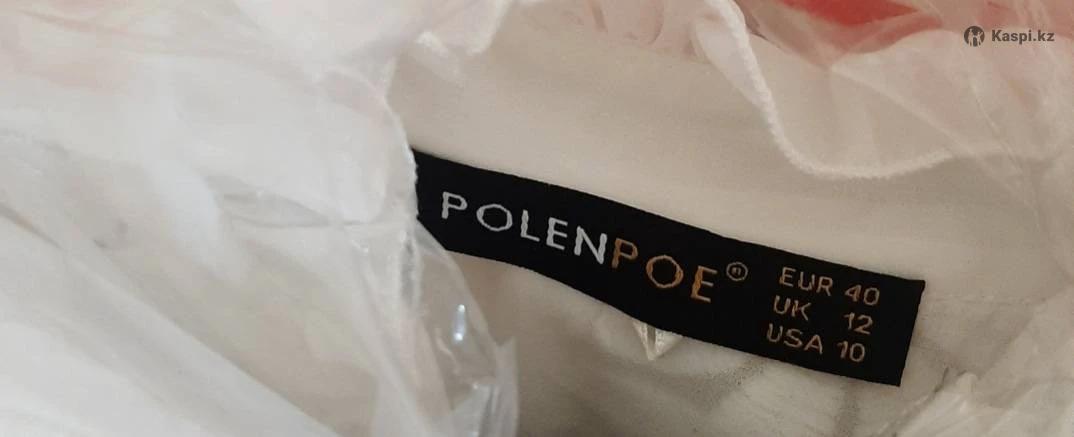 Kaspi.kz
POLENPOE®
EUR 40
UK 12
USA 10